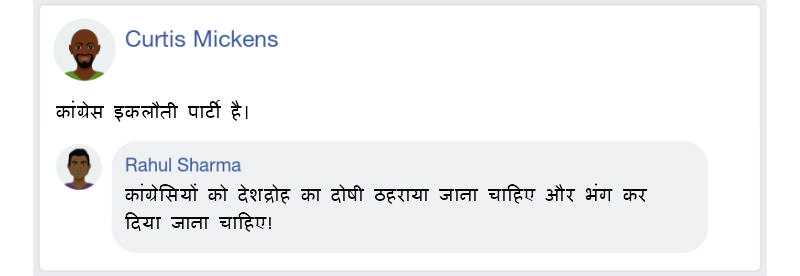 Curtis Mickens
कांग्रेस इकलौती पार्टी है।
Rahul Sharma
कांग्रेसियों को देशद्रोह का दोषी ठहराया जाना चाहिए और भंग कर
दिया जाना चाहिए!